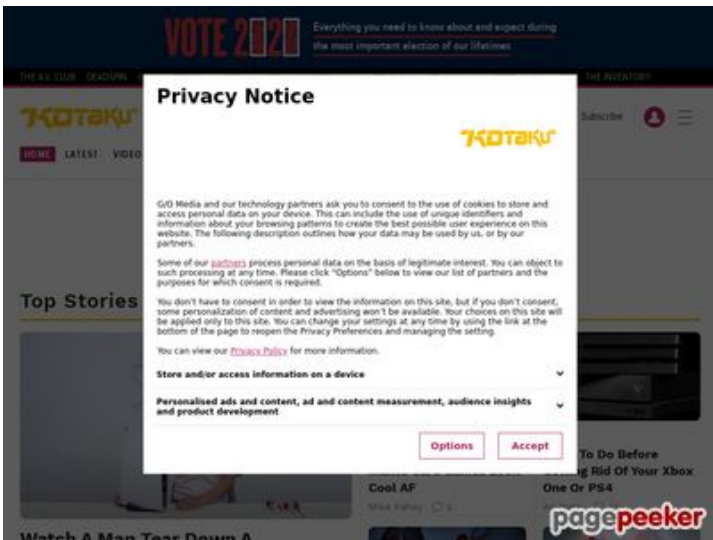 VOTE 2020
Everything you need to know about and expect during
the most important election of our lifetimes
THE A.V. CLUB DEADSPIN
THE INVENTORY
KOTAKU
Subscribe
HOME LATEST VIDEO
Privacy Notice
KOTAKU
G/O Media and our technology partners ask you to consent to the use of cookies to store and
access personal data on your device. This can include the use of unique identifiers and
information about your browsing patterns to create the best possible user experience on this
website. The following description outlines how your data may be used by us, or by our
partners.
Some of our partners process personal data on the basis of legitimate interest. You can object to
such processing at any time. Please click "Options" below to view our list of partners and the
purposes for which consent is required.
You don't have to consent in order to view the information on this site, but if you don't consent,
some personalization of content and advertising won't be available. Your choices on this site will
be applied only to this site. You can change your settings at any time by using the link at the
bottom of the page to reopen the Privacy Preferences and managing the setting.
You can view our Privacy Policy for more information.
Store and/or access information on a device
Personalised ads and content, ad and content measurement, audience insights
and product development
Options Accept
Top Stories
Cool AF
Mike Fahey 
To Do Before
Rid Of Your Xbox
One Or PS4
Watch A Man Tear Down A
pagepeeker